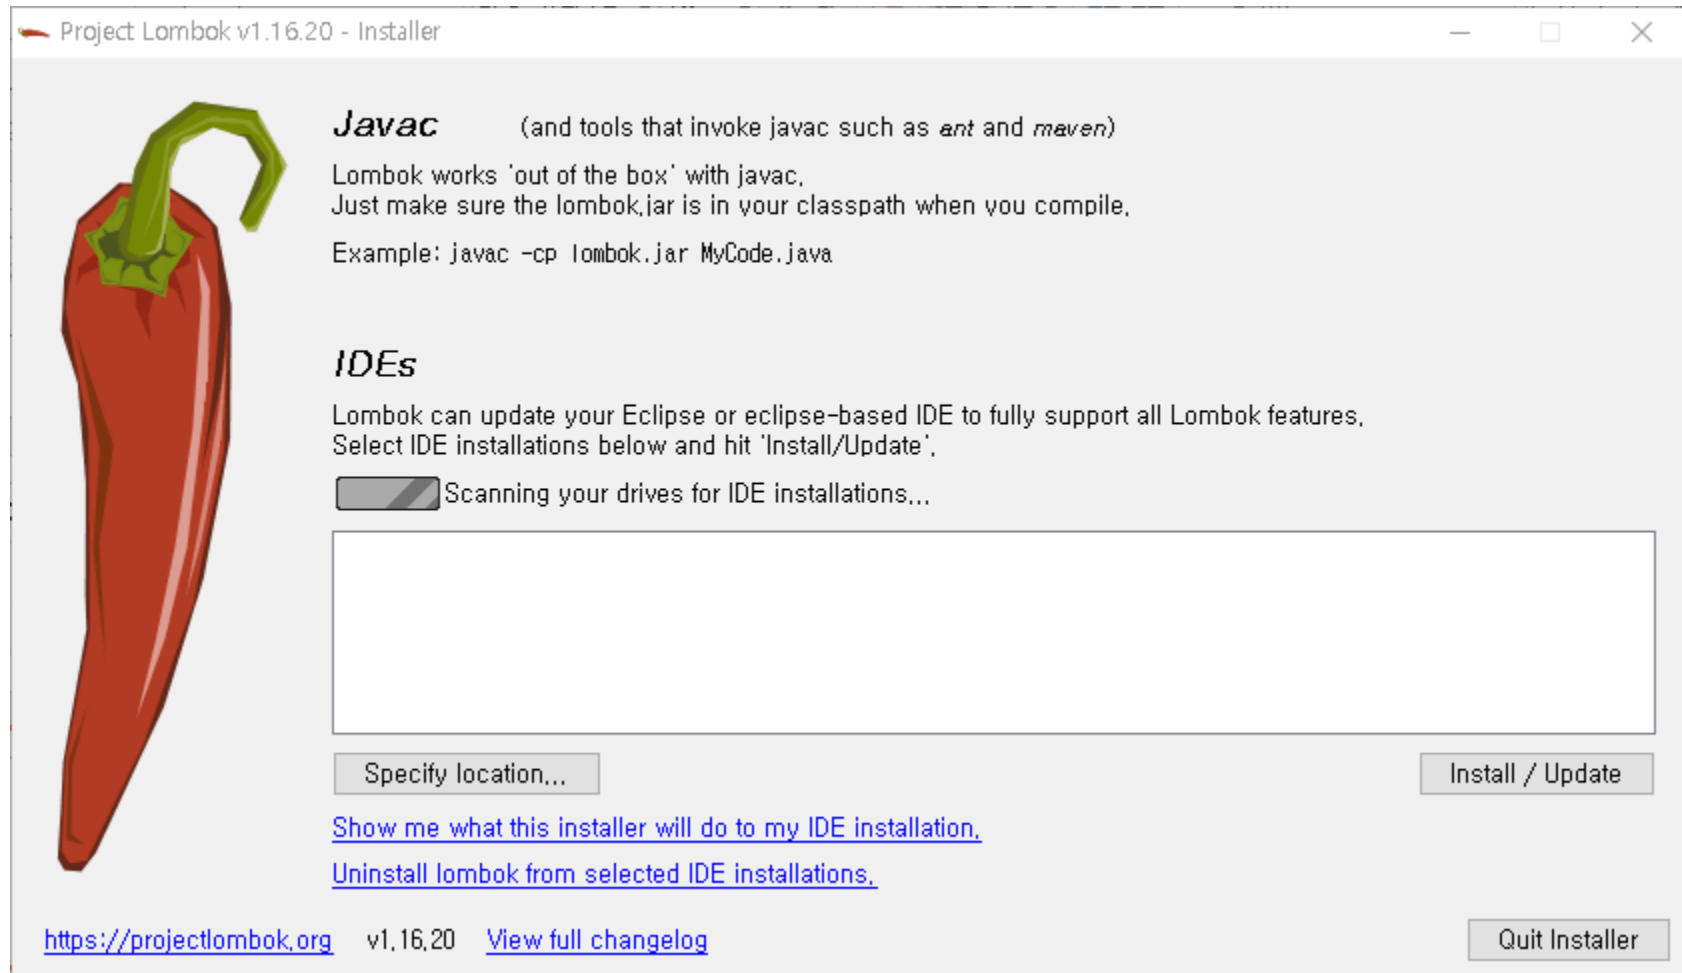 Project Lombok v1.16.20 - Installer
Javac (and tools that invoke javac such as ant and maven)
Lombok works 'out of the box' with javac.
Just make sure the lombok.jar is in your classpath when you compile.
Example: javac -cp lombok.jar MyCode.java
IDEs
Lombok can update your Eclipse or eclipse-based IDE to fully support all Lombok features.
Select IDE installations below and hit 'Install/Update'.
Scanning your drives for IDE installations...
Specify location...
Install / Update
Show me what this installer will do to my IDE installation.
Uninstall lombok from selected IDE installations.
https://projectlombok.org v1.16.20 View full changelog
Quit Installer